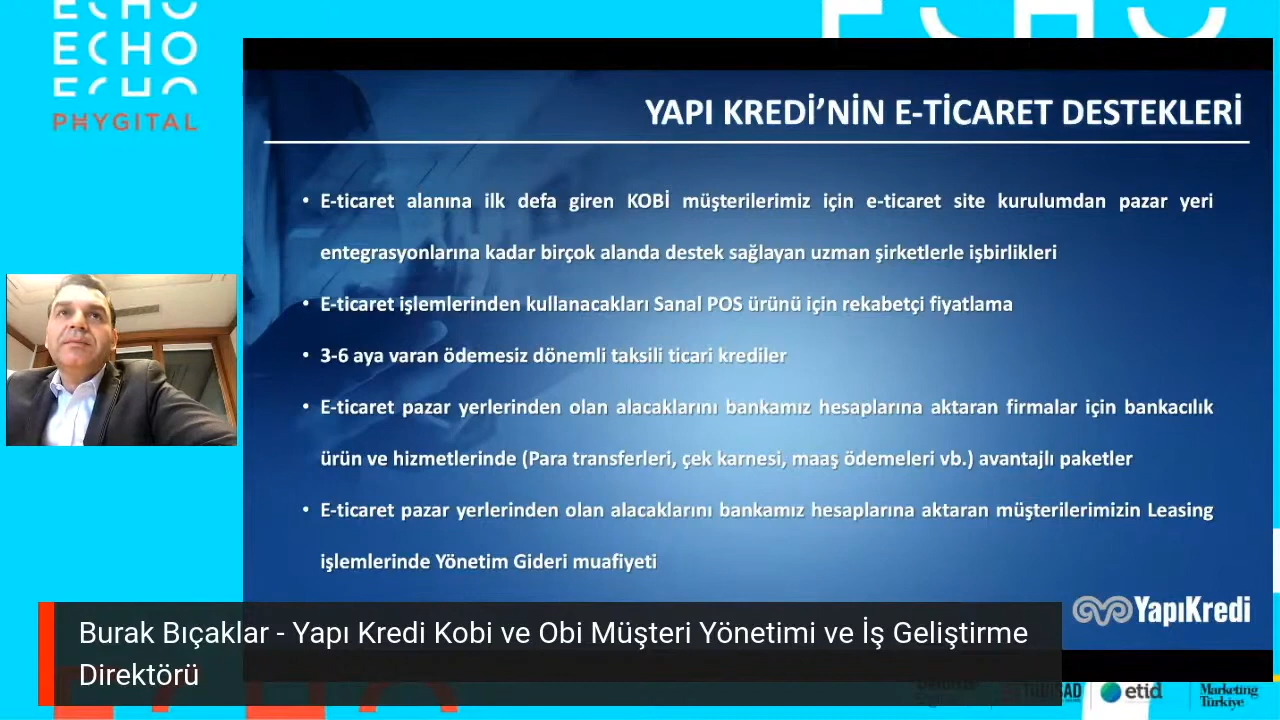 ECHO
ECHO
ECHO
ECHO
PHYGITAL
YAPI KREDİ’NİN E-TİCARET DESTEKLERİ
• E-ticaret alanına ilk defa giren KOBİ müşterilerimiz için e-ticaret site kurulumdan pazar yeri
entegrasyonlarına kadar birçok alanda destek sağlayan uzman şirketlerle işbirlikleri
• E-ticaret işlemlerinden kullanacakları Sanal POS ürünü için rekabetçi fiyatlama
• 3-6 aya varan ödemesiz dönemli taksili ticari krediler
• E-ticaret pazar yerlerinden olan alacaklarını bankamız hesaplarına aktaran firmalar için bankacılık
ürün ve hizmetlerinde (Para transferleri, çek karnesi, maaş ödemeleri vb.) avantajlı paketler
• E-ticaret pazar yerlerinden olan alacaklarını bankamız hesaplarına aktaran müşterilerimizin Leasing
işlemlerinde Yönetim Gideri muafiyeti
YapıKredi
Burak Bıçaklar - Yapı Kredi Kobi ve Obi Müşteri Yönetimi ve İş Geliştirme
Direktörü
etid
Marketing
Türkiye